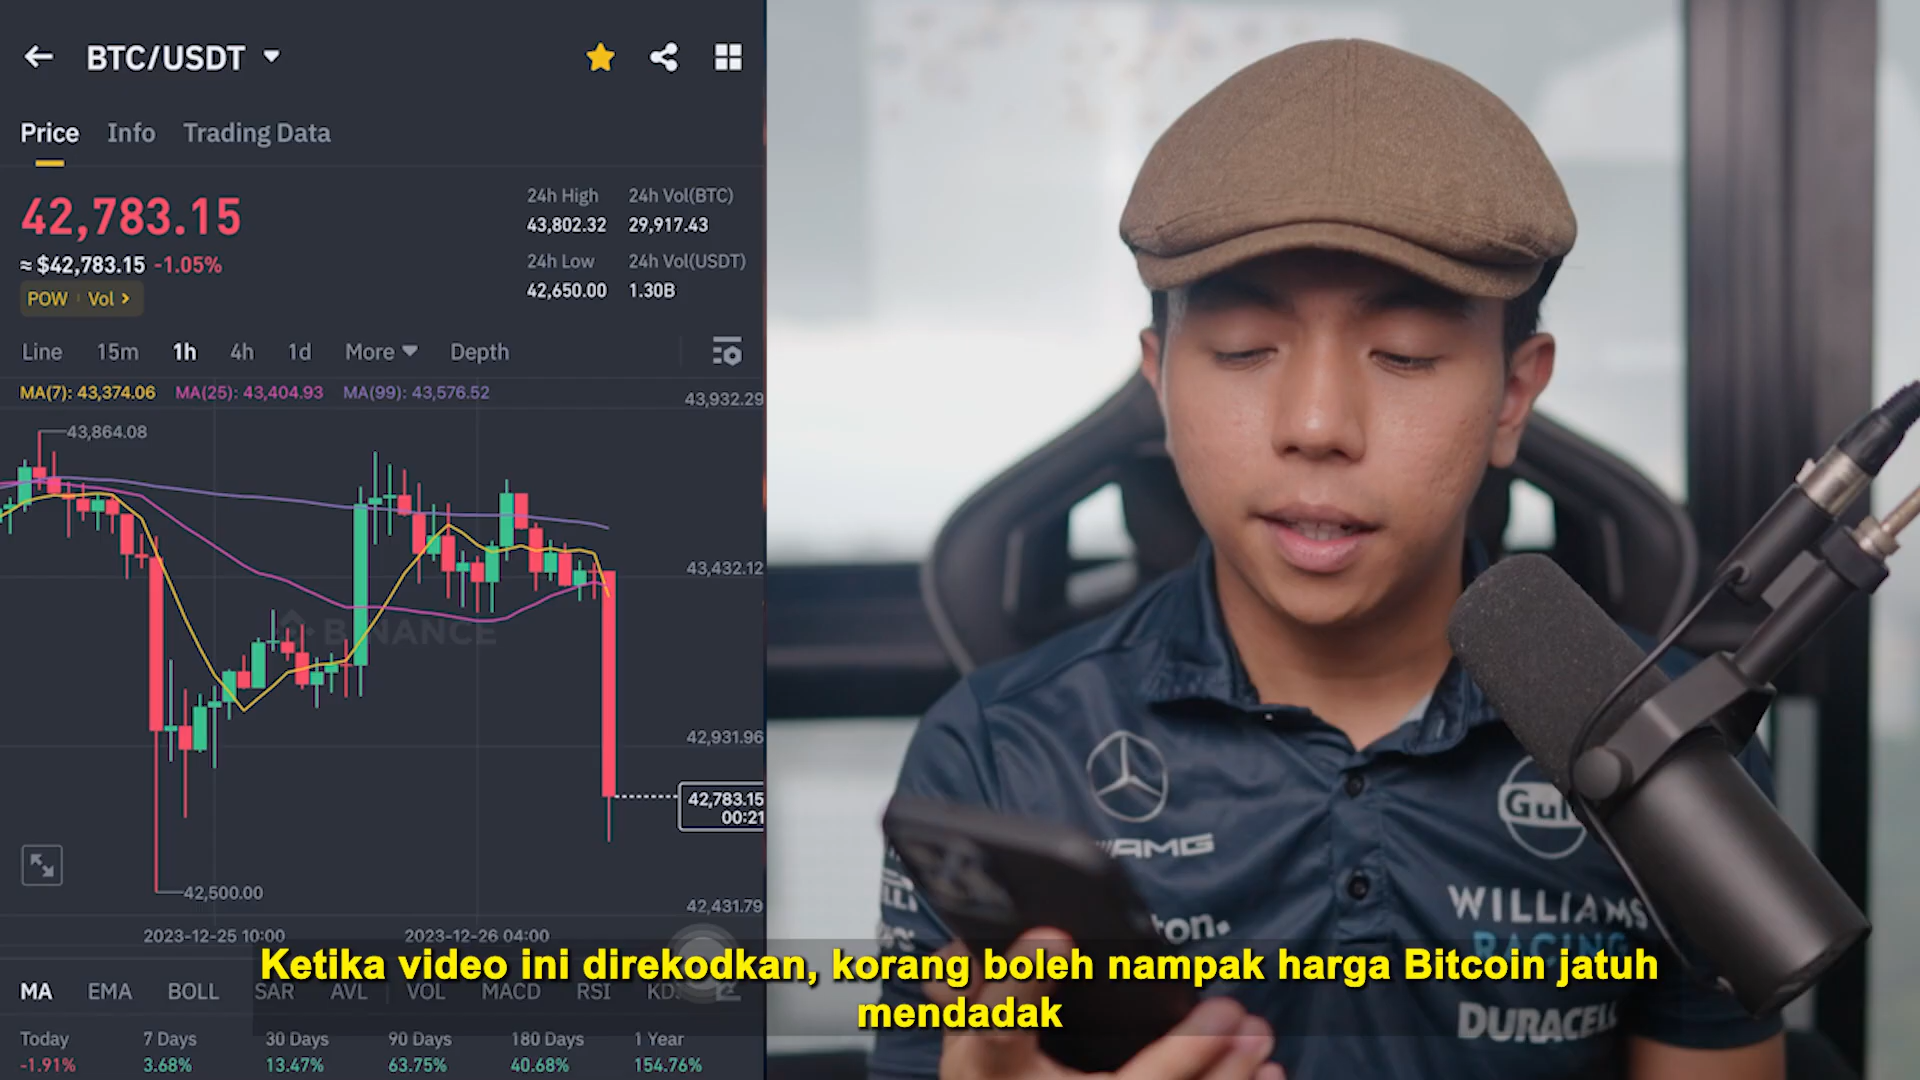 BTC/USDT
Price Info Trading Data
42,783.15
≈ $42,783.15 -1.05%
POW Vol >
24h High 24h Vol(BTC)
43,802.32 29,917.43
24h Low 24h Vol(USDT)
42,650.00 1.30B
Line 15m 1h 4h 1d More Depth
MA(7): 43,374.06 MA(25): 43,404.93 MA(99): 43,576.52
43,932.29
43,864.08
43,432.12
BINANCE
42,931.96
42,783.15
00:21
42,500.00
42,431.79
2023-12-25 10:00 2023-12-26 04:00
MA EMA BOLL SAR AVL VOL MACD RSI
Today 7 Days 30 Days 90 Days 180 Days 1 Year
-1.91% 3.68% 13.47% 63.75% 40.68% 154.76%
AMG
WILLIAMS
RACING
DURACELL
Ketika video ini direkodkan, korang boleh nampak harga Bitcoin jatuh
mendadak